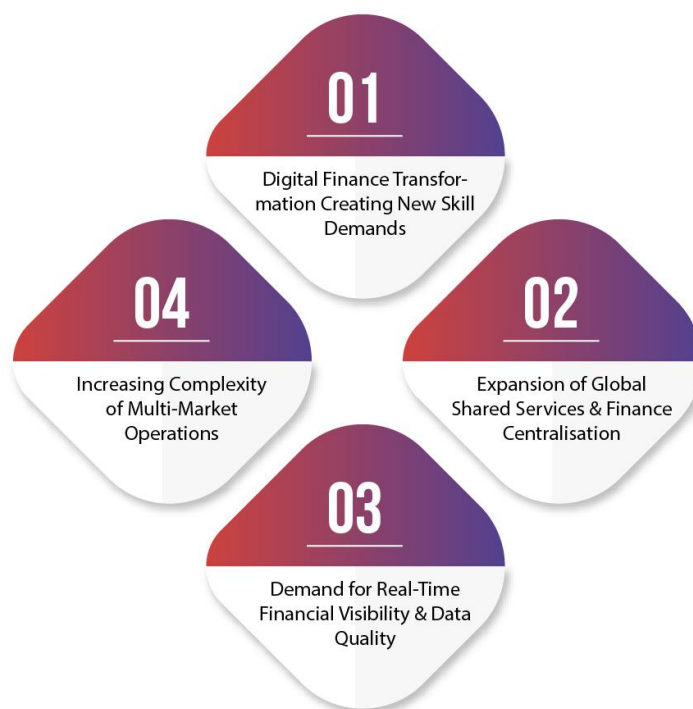 01
Digital Finance Transfor-
mation Creating New Skill
Demands
04
Increasing Complexity
of Multi-Market
Operations
02
Expansion of Global
Shared Services & Finance
Centralisation
03
Demand for Real-Time
Financial Visibility & Data
Quality